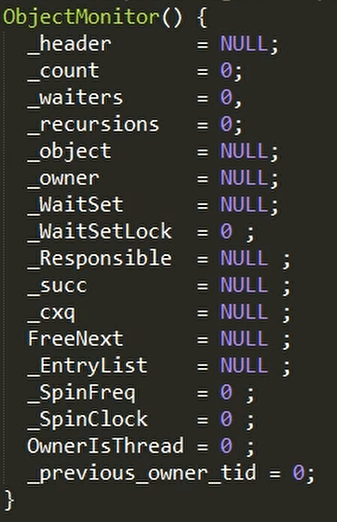 ObjectMonitor() {
_header = NULL;
_count = 0;
_waiters = 0,
_recursions = 0;
_object = NULL;
_owner = NULL;
_WaitSet = NULL;
_WaitSetLock = 0 ;
_Responsible = NULL ;
_succ = NULL ;
_cxq = NULL ;
FreeNext = NULL ;
_EntryList = NULL ;
_SpinFreq = 0 ;
_SpinClock = 0 ;
OwnerIsThread = 0 ;
_previous_owner_tid = 0;
}